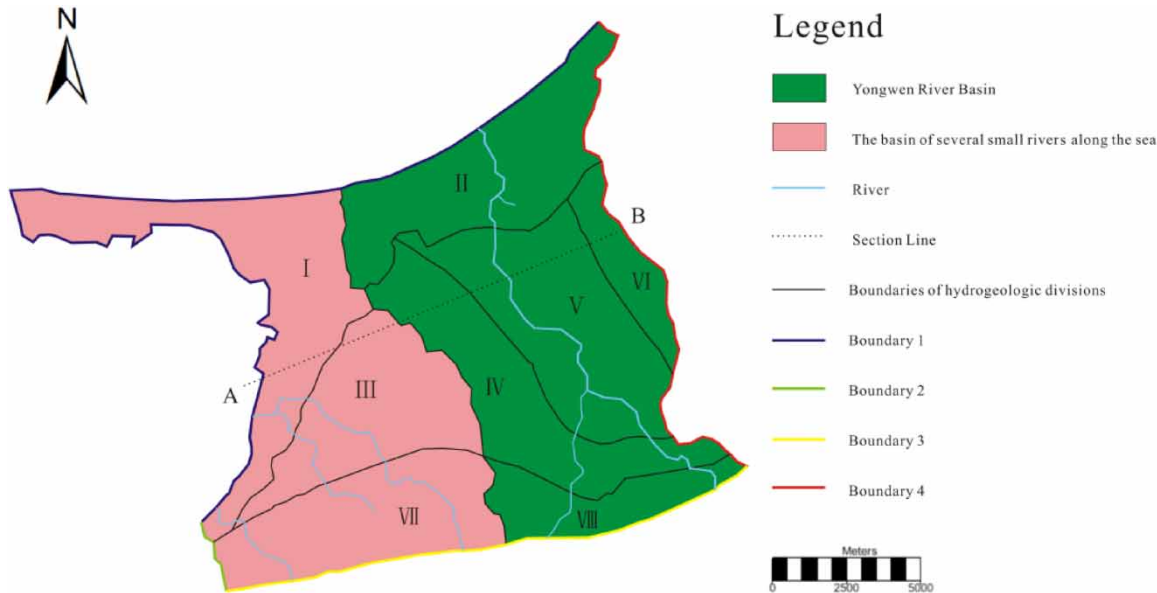 N
Legend
Yongwen River Basin
The basin of several small rivers along the sea
River
Section Line
Boundaries of hydrogeologic divisions
Boundary 1
Boundary 2
Boundary 3
Boundary 4
Meters
0 2500 5000
II
B
I
VI
V
A
III
IV
VII
VIII